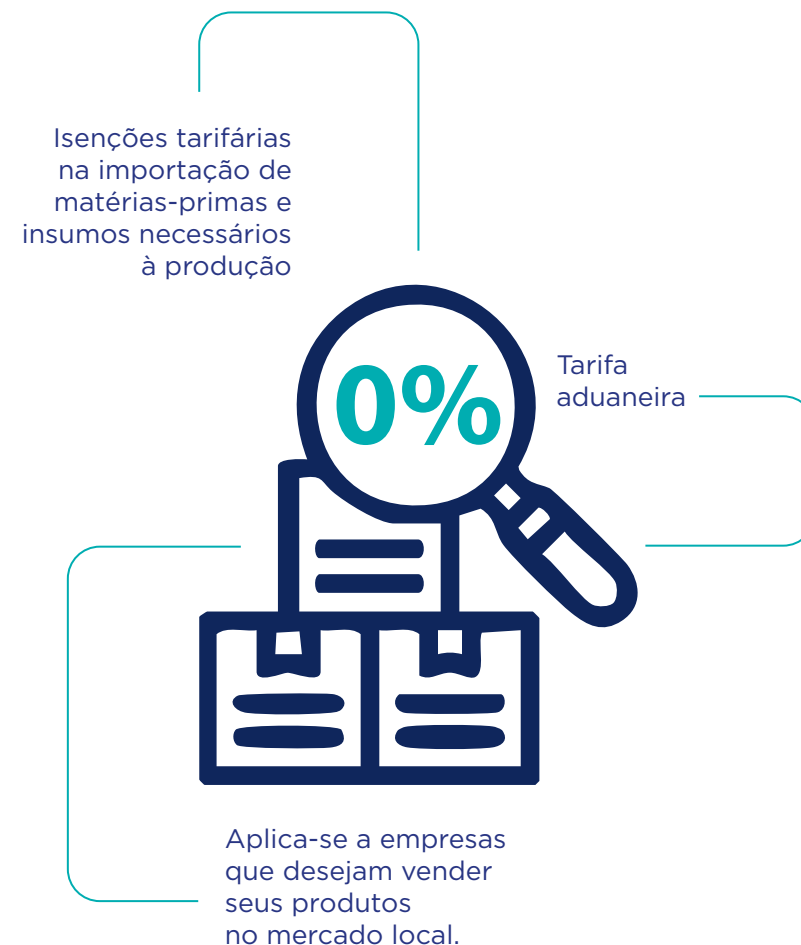 Isenções tarifárias
na importação de
matérias-primas e
insumos necessários
à produção
0%
Tarifa
aduaneira
Aplica-se a empresas
que desejam vender
seus produtos
no mercado local.